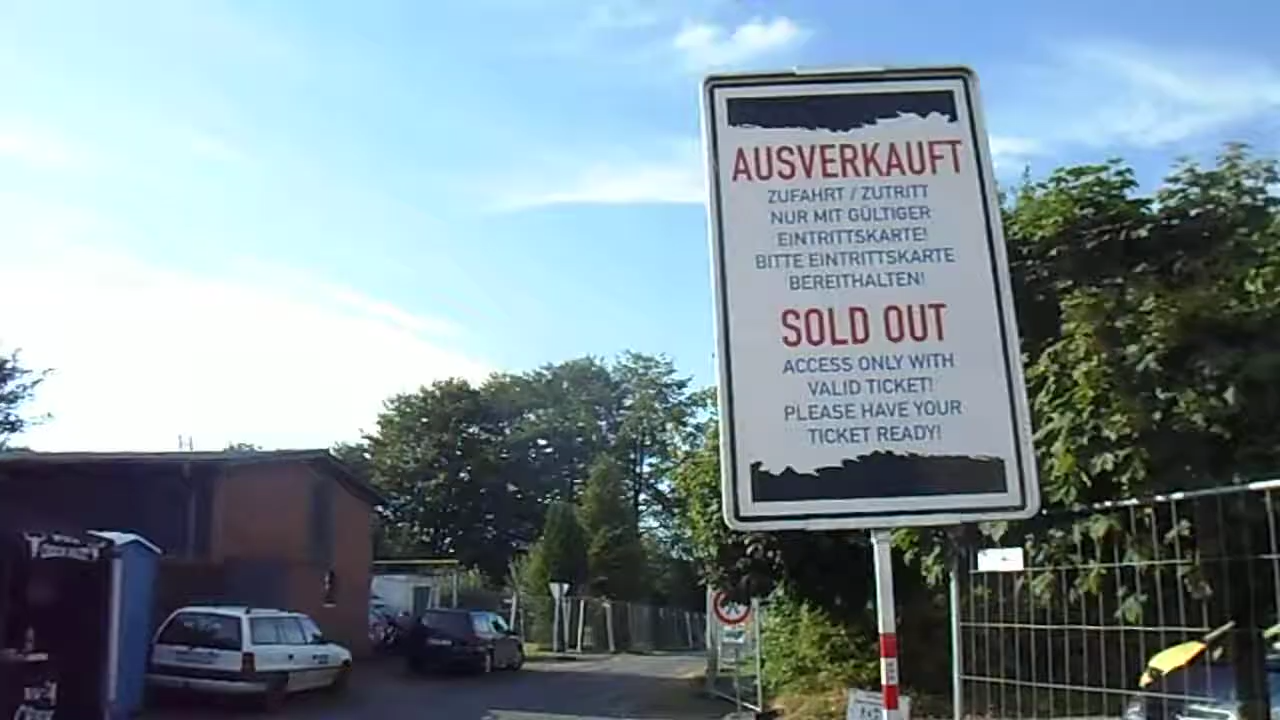 AUSVERKAUFT
ZUFAHRT / ZUTRITT
NUR MIT GÜLTIGER
EINTRITTSKARTE!
BITTE EINTRITTSKARTE
BEREITHALTEN!
SOLD OUT
ACCESS ONLY WITH
VALID TICKET!
PLEASE HAVE YOUR
TICKET READY!